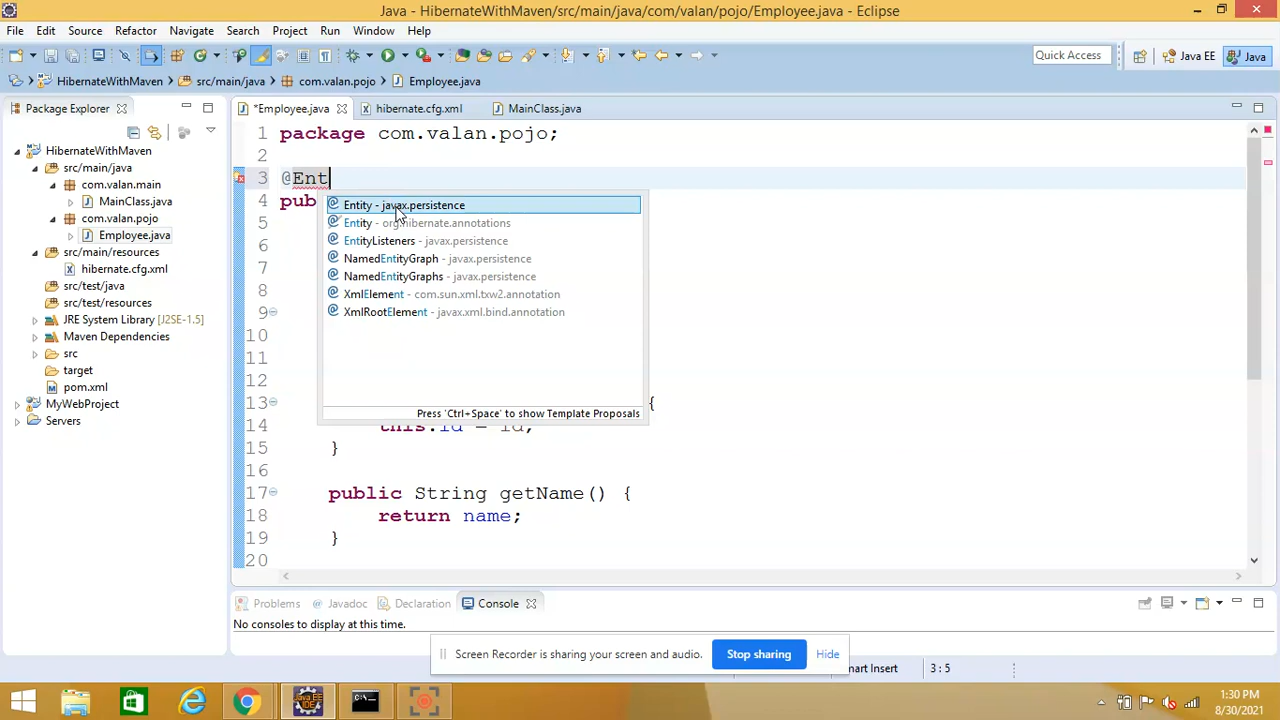 Java - HibernateWithMaven/src/main/java/com/valan/pojo/Employee.java - Eclipse
File Edit Source Refactor Navigate Search Project Run Window Help
Quick Access Java EE Java
HibernateWithMaven src/main/java com.valan.pojo Employee.java
Package Explorer
HibernateWithMaven
src/main/java
com.valan.main
MainClass.java
com.valan.pojo
Employee.java
src/main/resources
hibernate.cfg.xml
src/test/java
src/test/resources
JRE System Library [J2SE-1.5]
Maven Dependencies
src
target
pom.xml
MyWebProject
Servers
*Employee.java hibernate.cfg.xml MainClass.java
1 package com.valan.pojo;
2
3 @Ent
4 pub
5
6
7
8
9
10
11
12
13 {
14 this.id = id;
15 }
16
17 public String getName() {
18 return name;
19 }
20
Entity - javax.persistence
Entity - org.hibernate.annotations
EntityListeners - javax.persistence
NamedEntityGraph - javax.persistence
NamedEntityGraphs - javax.persistence
XmlElement - com.sun.xml.txw2.annotation
XmlRootElement - javax.xml.bind.annotation
Press 'Ctrl+Space' to show Template Proposals
Problems Javadoc Declaration Console
No consoles to display at this time.
Screen Recorder is sharing your screen and audio. Stop sharing Hide
mart Insert 3 : 5
Java EE IDE
1:30 PM
8/30/2021